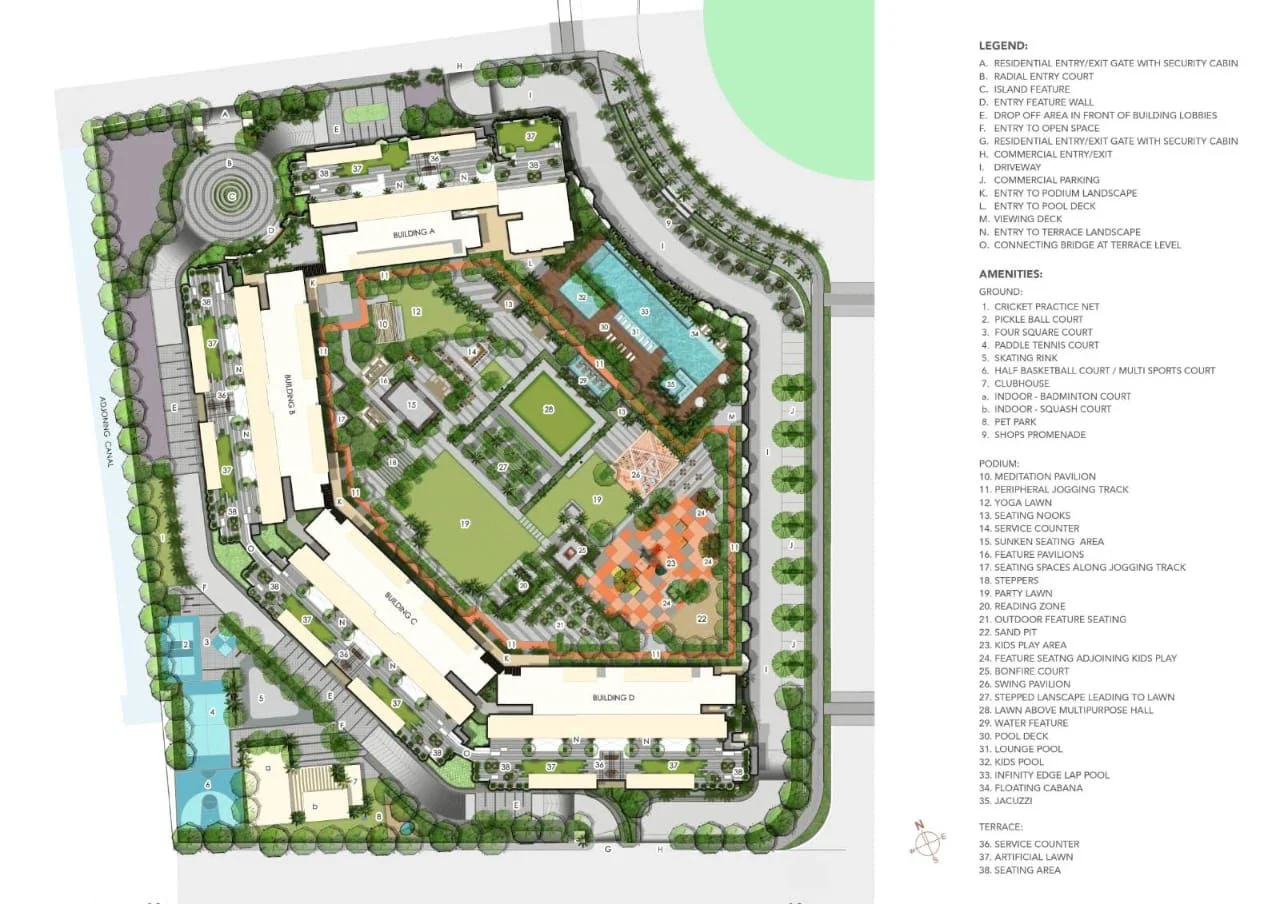 LEGEND:
A. RESIDENTIAL ENTRY/EXIT GATE WITH SECURITY CABIN
B. RADIAL ENTRY COURT
C. ISLAND FEATURE
D. ENTRY FEATURE WALL
E. DROP OFF AREA IN FRONT OF BUILDING LOBBIES
F. ENTRY TO OPEN SPACE
G. RESIDENTIAL ENTRY/EXIT GATE WITH SECURITY CABIN
H. COMMERCIAL ENTRY/EXIT
I. DRIVEWAY
J. COMMERCIAL PARKING
K. ENTRY TO PODIUM LANDSCAPE
L. ENTRY TO POOL DECK
M. VIEWING DECK
N. ENTRY TO TERRACE LANDSCAPE
O. CONNECTING BRIDGE AT TERRACE LEVEL
AMENITIES:
GROUND:
1. CRICKET PRACTICE NET
2. PICKLE BALL COURT
3. FOUR SQUARE COURT
4. PADDLE TENNIS COURT
5. SKATING RINK
6. HALF BASKETBALL COURT / MULTI SPORTS COURT
7. CLUBHOUSE
a. INDOOR - BADMINTON COURT
b. INDOOR - SQUASH COURT
8. PET PARK
9. SHOPS PROMENADE
PODIUM:
10. MEDITATION PAVILION
11. PERIPHERAL JOGGING TRACK
12. YOGA LAWN
13. SEATING NOOKS
14. SERVICE COUNTER
15. SUNKEN SEATING AREA
16. FEATURE PAVILIONS
17. SEATING SPACES ALONG JOGGING TRACK
18. STEPPERS
19. PARTY LAWN
20. READING ZONE
21. OUTDOOR FEATURE SEATING
22. SAND PIT
23. KIDS PLAY AREA
24. FEATURE SEATNG ADJOINING KIDS PLAY
25. BONFIRE COURT
26. SWING PAVILION
27. STEPPED LANSCAPE LEADING TO LAWN
28. LAWN ABOVE MULTIPURPOSE HALL
29. WATER FEATURE
30. POOL DECK
31. LOUNGE POOL
32. KIDS POOL
33. INFINITY EDGE LAP POOL
34. FLOATING CABANA
35. JACUZZI
TERRACE:
36. SERVICE COUNTER
37. ARTIFICIAL LAWN
38. SEATING AREA
BUILDING A
BUILDING B
BUILDING C
BUILDING D
ADJOINING CANAL
N
E
S
W